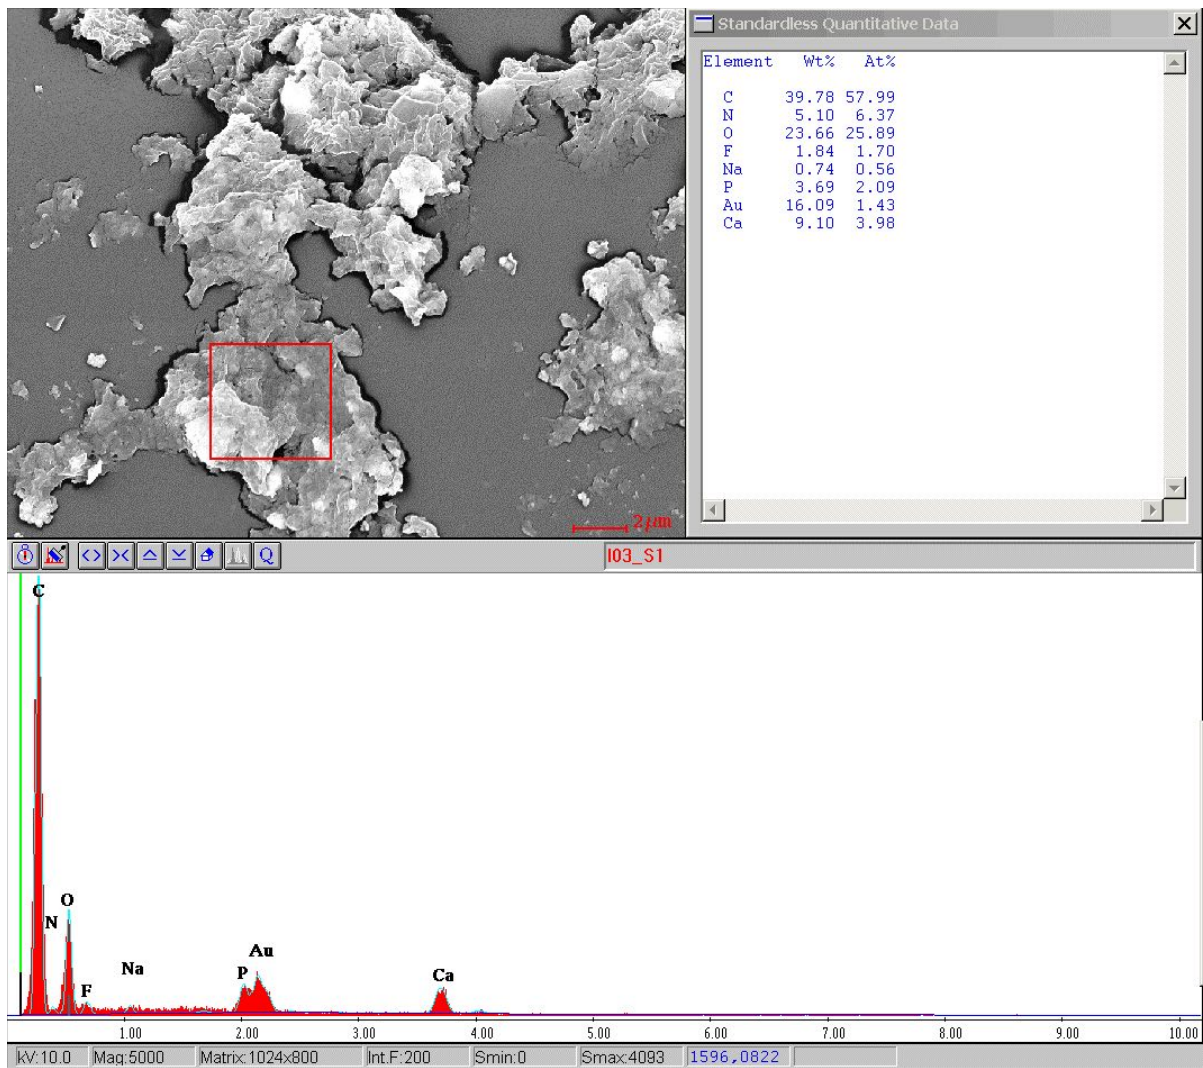 Standardless Quantitative Data
Element Wt% At%
C 39.78 57.99
N 5.10 6.37
O 23.66 25.89
F 1.84 1.70
Na 0.74 0.56
P 3.69 2.09
Au 16.09 1.43
Ca 9.10 3.98
2 µm
Q
I03_S1
C
N
O
F
Na
P
Au
Ca
1.00 2.00 3.00 4.00 5.00 6.00 7.00 8.00 9.00 10.00
kV:10.0 Mag:5000 Matrix:1024x800 Int.F:200 Smin:0 Smax:4093 1596,0822